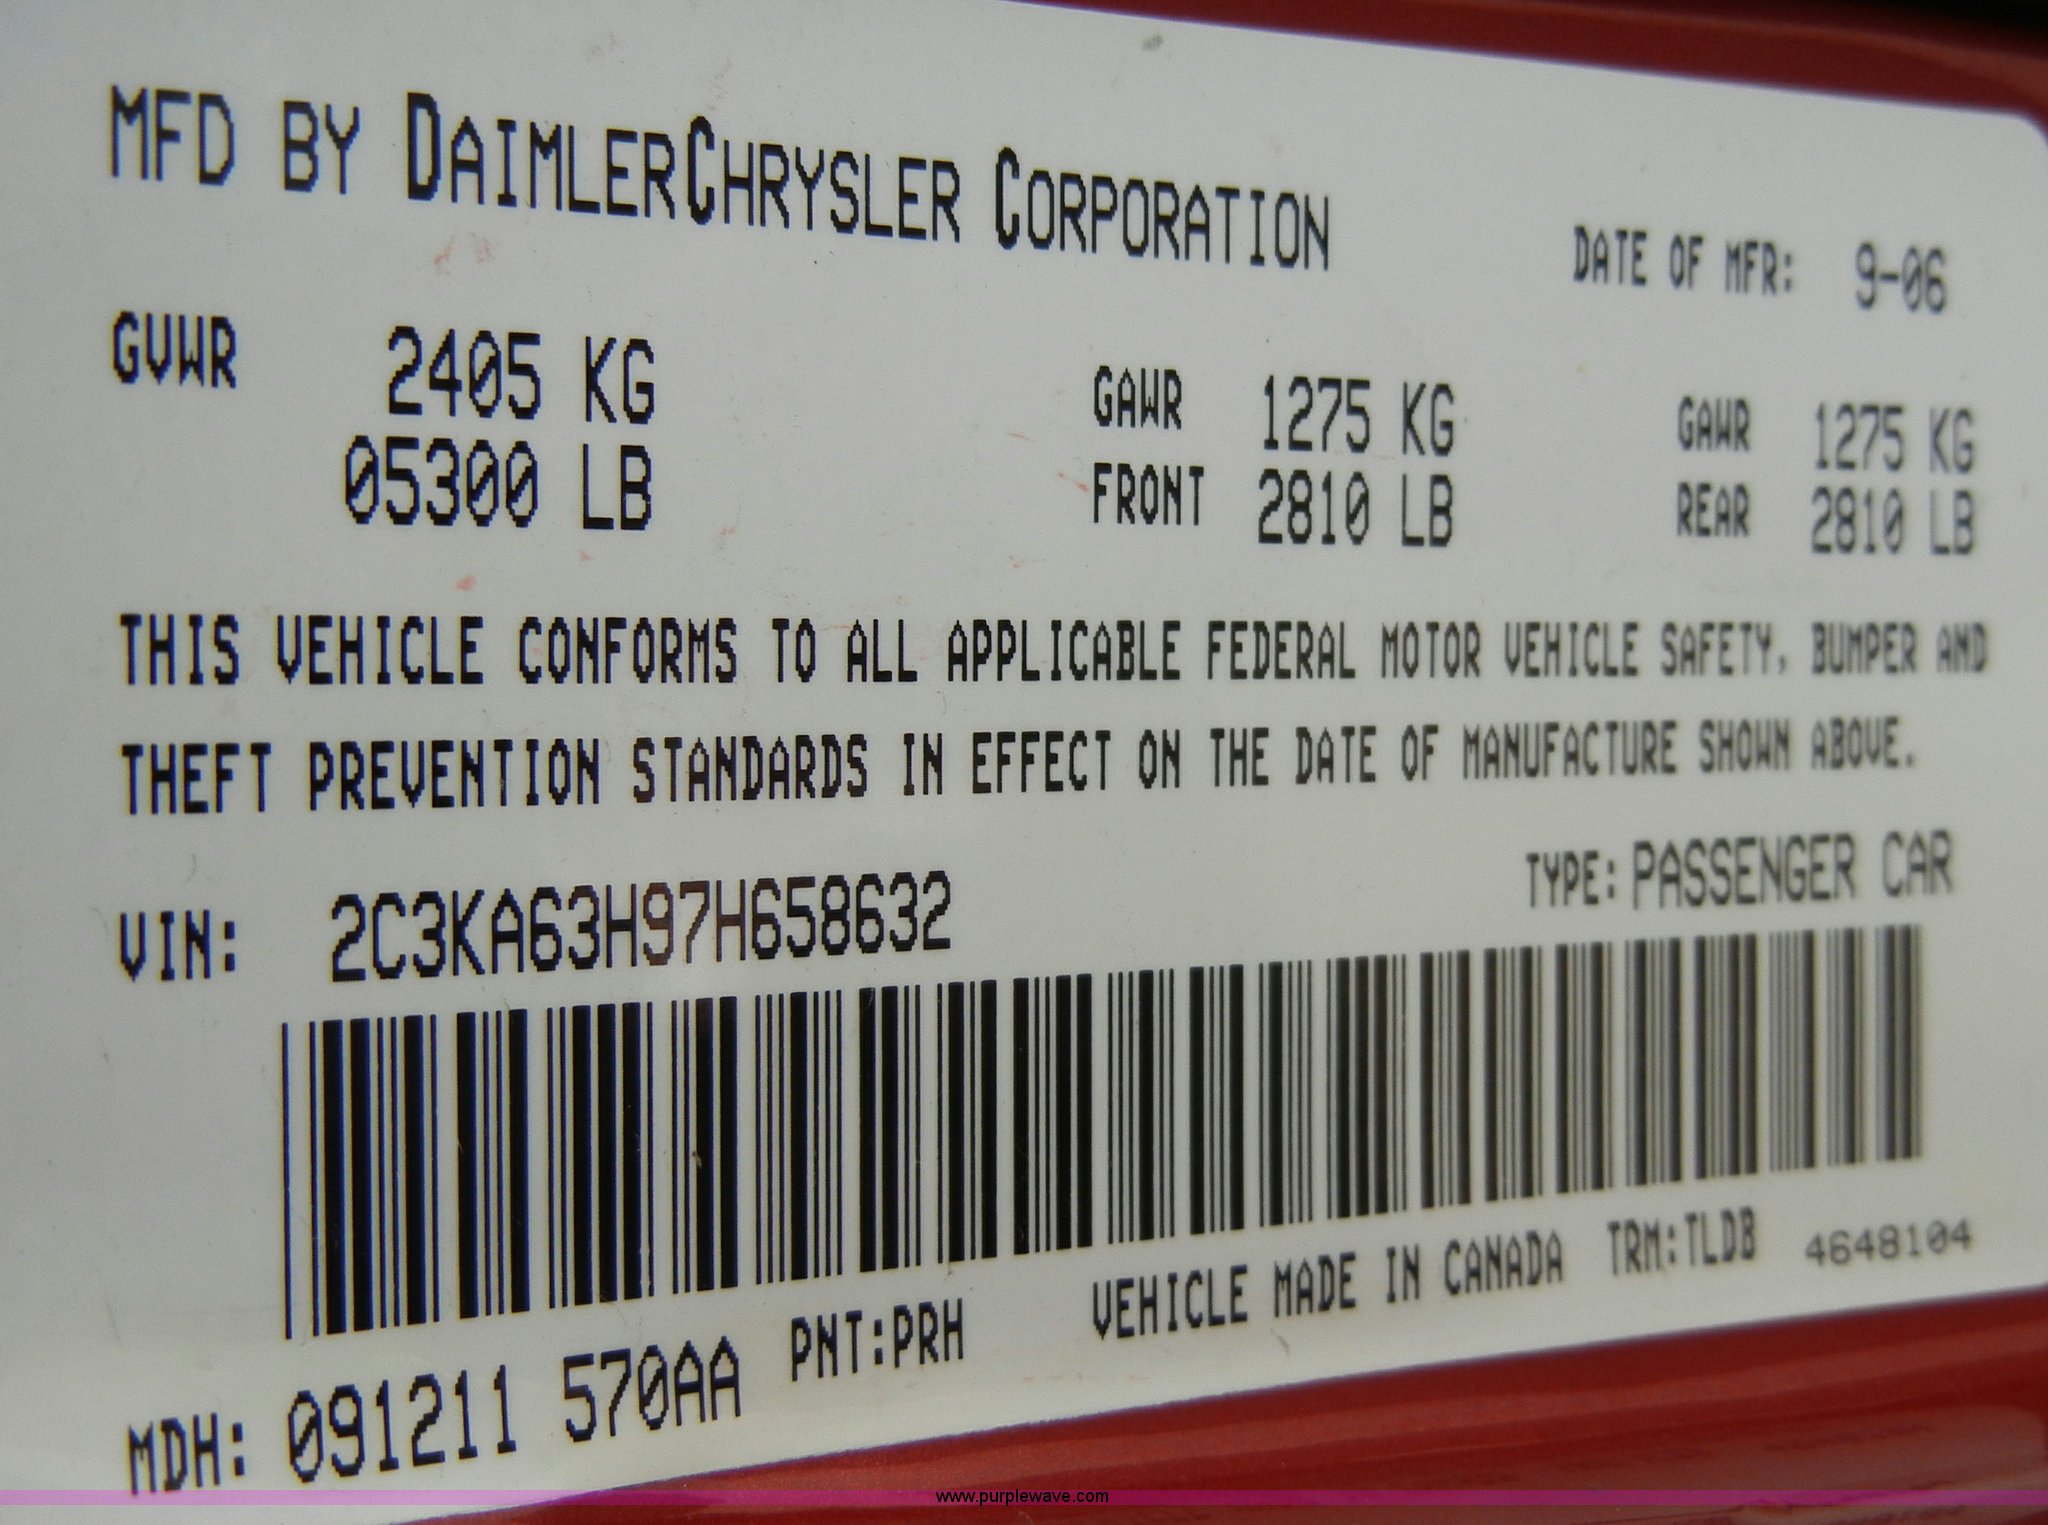 MFD BY DAIMLERCHRYSLER CORPORATION
DATE OF MFR: 9-06
GVWR 2405 KG
05300 LB
GAWR 1275 KG
FRONT 2810 LB
GAWR 1275 KG
REAR 2810 LB
THIS VEHICLE CONFORMS TO ALL APPLICABLE FEDERAL MOTOR VEHICLE SAFETY, BUMPER AND
THEFT PREVENTION STANDARDS IN EFFECT ON THE DATE OF MANUFACTURE SHOWN ABOVE.
VIN: 2C3KA63H97H658632
TYPE: PASSENGER CAR
MDH: 091211 570AA
PNT:PRH
VEHICLE MADE IN CANADA
TRM:TLDB
4648104
www.purplewave.com